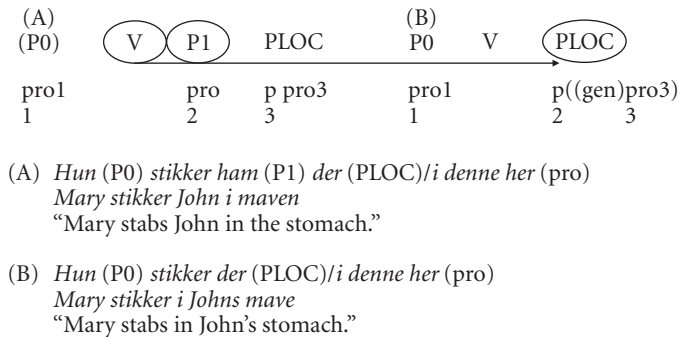 (A) (B)
(P0) V P1 PLOC P0 V PLOC
pro1 pro p pro3 pro1 p((gen)pro3)
1 2 3 1 2 3
(A) Hun (P0) stikker ham (P1) der (PLOC)/i denne her (pro)
Mary stikker John i maven
“Mary stabs John in the stomach.”
(B) Hun (P0) stikker der (PLOC)/i denne her (pro)
Mary stikker i Johns mave
“Mary stabs in John’s stomach.”